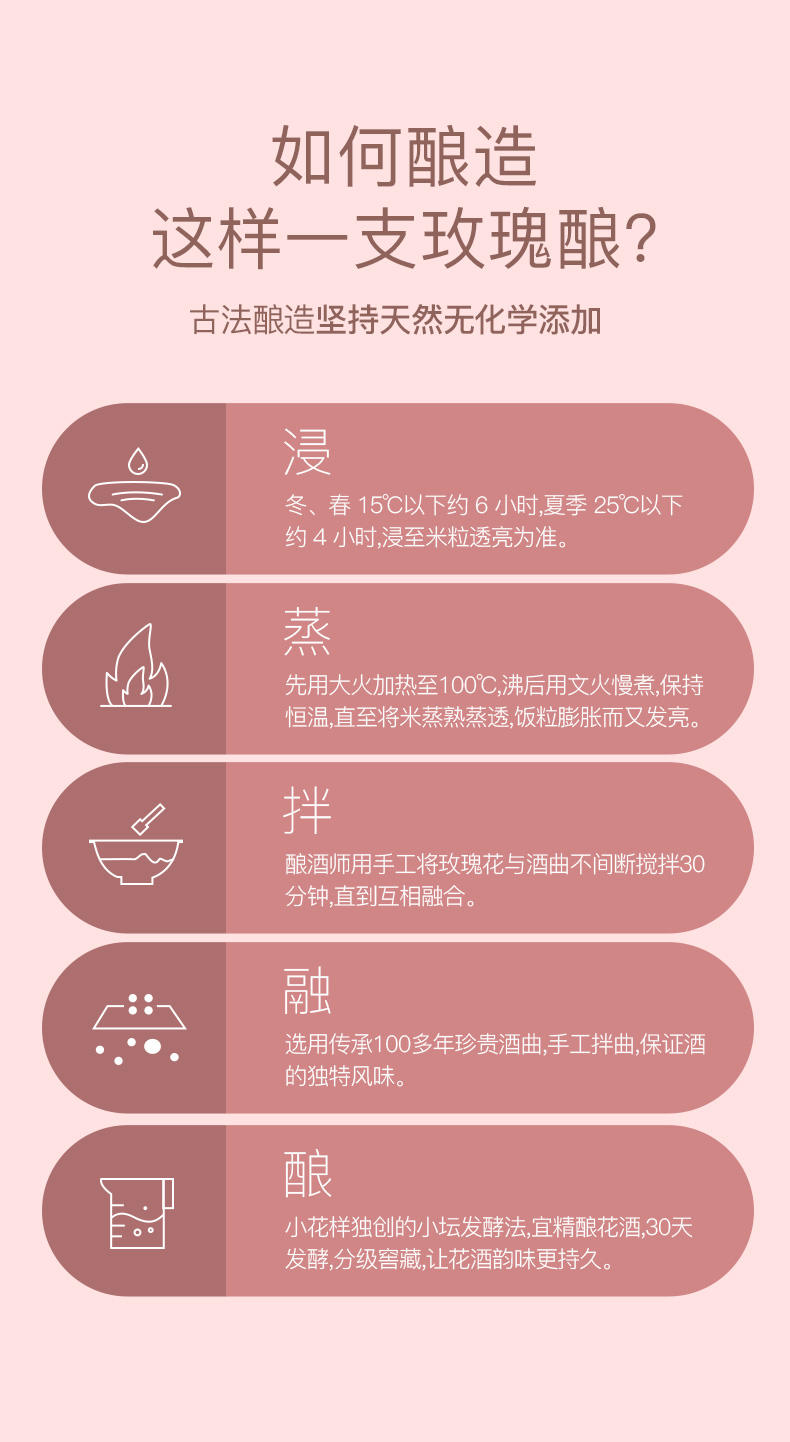 如何酿造
这样一支玫瑰酿?
古法酿造坚持天然无化学添加
浸
冬、春 15℃以下约 6 小时,夏季 25℃以下
约 4 小时,浸至米粒透亮为准。
蒸
先用大火加热至100℃,沸后用文火慢煮,保持
恒温,直至将米蒸熟蒸透,饭粒膨胀而又发亮。
拌
酿酒师用手工将玫瑰花与酒曲不间断搅拌30
分钟,直到互相融合。
融
选用传承100多年珍贵酒曲,手工拌曲,保证酒
的独特风味。
酿
小花样独创的小坛发酵法,宜精酿花酒,30天
发酵,分级窖藏,让花酒韵味更持久。